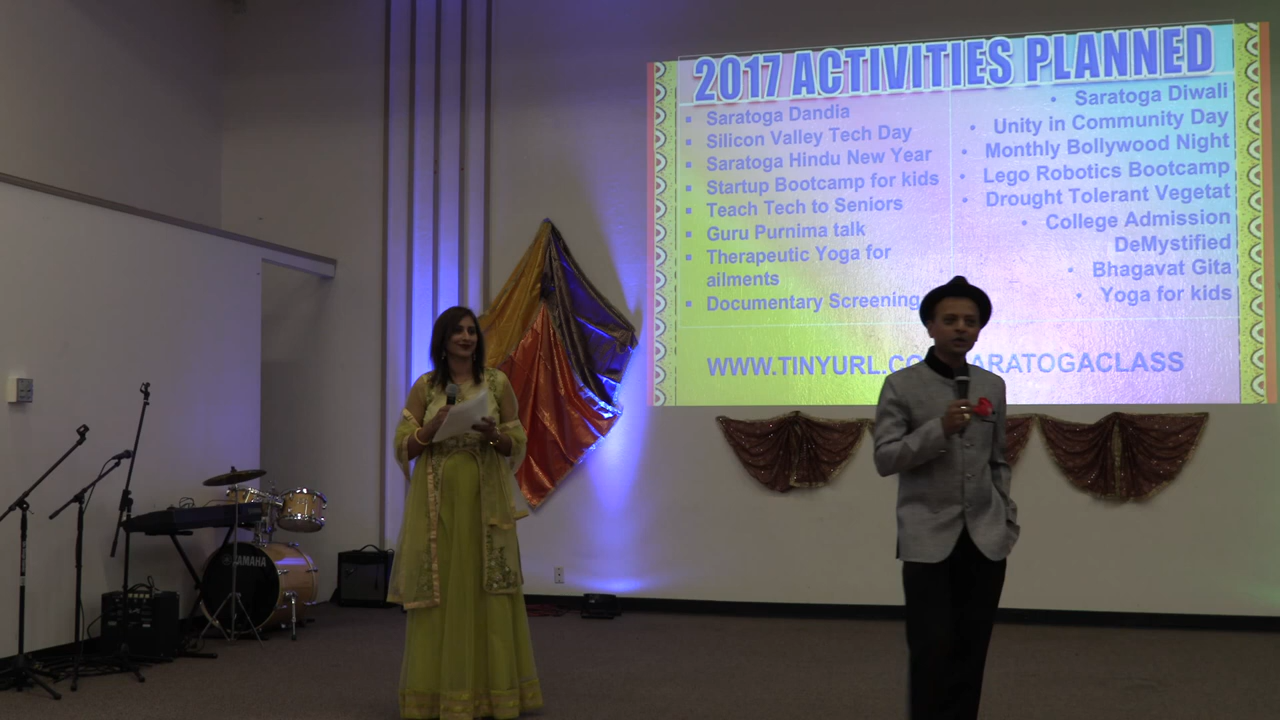 2017 ACTIVITIES PLANNED
Saratoga Dandia
Silicon Valley Tech Day
Saratoga Hindu New Year
Startup Bootcamp for kids
Teach Tech to Seniors
Guru Purnima talk
Therapeutic Yoga for
ailments
Documentary Screening
Saratoga Diwali
Unity in Community Day
Monthly Bollywood Night
Lego Robotics Bootcamp
Drought Tolerant Vegetat
College Admission
DeMystified
Bhagavat Gita
Yoga for kids
WWW.TINYURL.CO ARATOGACLASS
YAMAHA